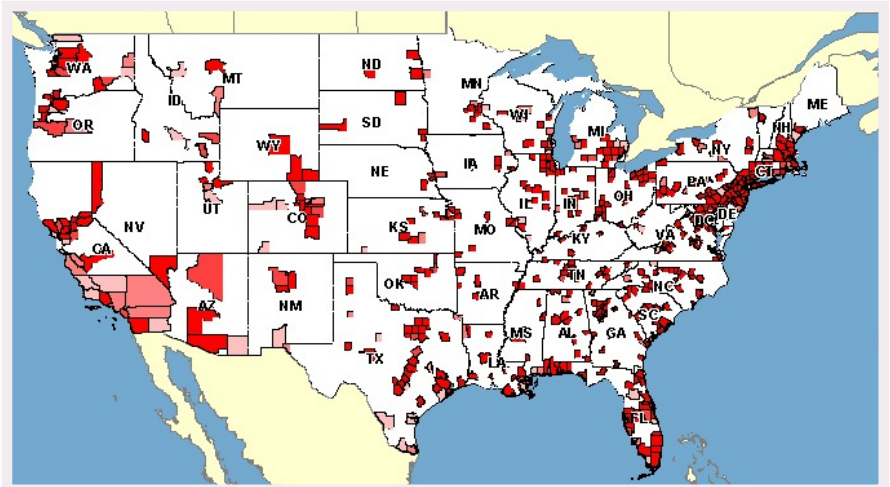 WA
MT
ND
MN
ME
ID
OR
SD
WI
MI
NH
NY
WY
IA
CT
NE
PA
OH
IL
IN
NV
UT
CO
DE
DC
KS
MO
VA
KY
CA
TN
NC
OK
AZ
NM
AR
SC
MS
AL
GA
TX
LA
FL